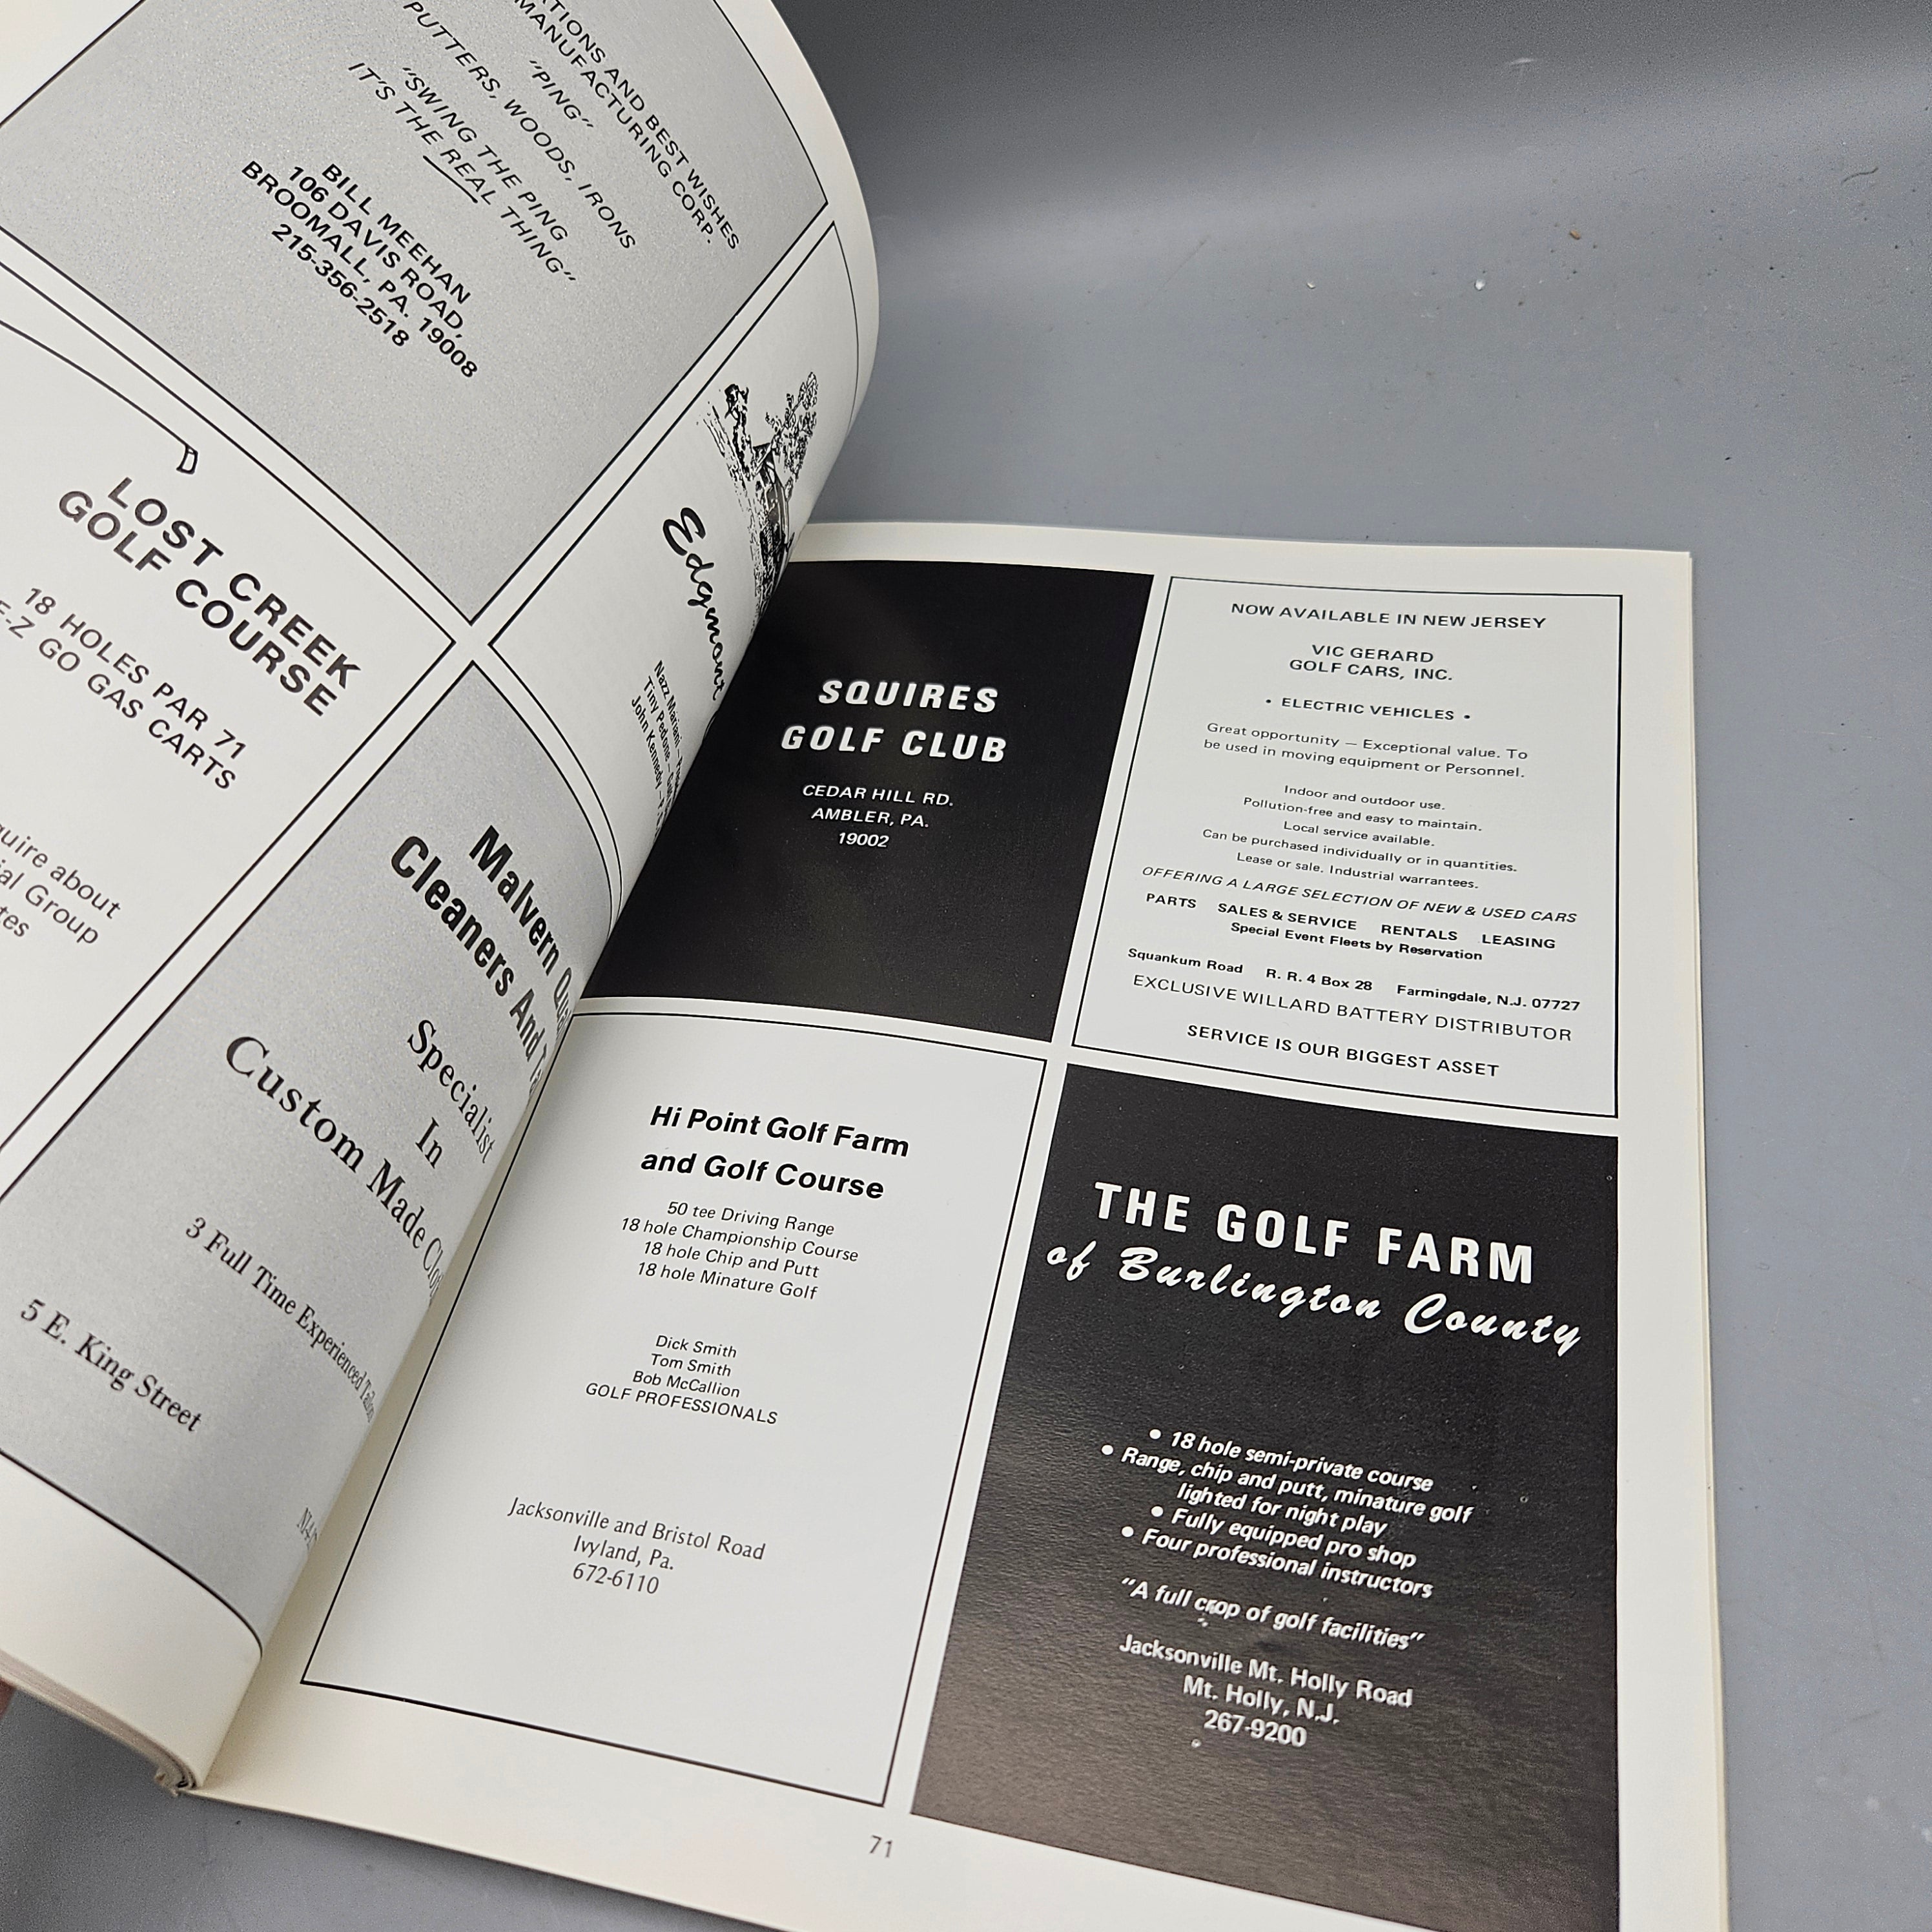 TIONS AND BEST WISHES
MANUFACTURING CORP.
"PING"
PUTTERS, WOODS, IRONS
"SWING THE PING
IT'S THE REAL THING"
BILL MEEHAN
106 DAVIS ROAD,
BROOMALL, PA. 19008
215-356-2518
Edgmont
Nazz Mariani
Tiny Pedone
John Kennedy
LOST CREEK
GOLF COURSE
18 HOLES PAR 71
E-Z GO GAS CARTS
quire about
ial Group
tes
Malvern
Cleaners And
Specialist
In
Custom Made
3 Full Time Experienced
5 E. King Street
SQUIRES
GOLF CLUB
CEDAR HILL RD.
AMBLER, PA.
19002
NOW AVAILABLE IN NEW JERSEY
VIC GERARD
GOLF CARS, INC.
• ELECTRIC VEHICLES •
Great opportunity — Exceptional value. To
be used in moving equipment or Personnel.
Indoor and outdoor use.
Pollution-free and easy to maintain.
Local service available.
Can be purchased individually or in quantities.
Lease or sale. Industrial warrantees.
OFFERING A LARGE SELECTION OF NEW & USED CARS
PARTS SALES & SERVICE RENTALS LEASING
Special Event Fleets by Reservation
Squankum Road R. R. 4 Box 28 Farmingdale, N.J. 07727
EXCLUSIVE WILLARD BATTERY DISTRIBUTOR
SERVICE IS OUR BIGGEST ASSET
Hi Point Golf Farm
and Golf Course
50 tee Driving Range
18 hole Championship Course
18 hole Chip and Putt
18 hole Minature Golf
Dick Smith
Tom Smith
Bob McCallion
GOLF PROFESSIONALS
Jacksonville and Bristol Road
Ivyland, Pa.
672-6110
THE GOLF FARM
of Burlington County
• 18 hole semi-private course
• Range, chip and putt, minature golf
lighted for night play
• Fully equipped pro shop
• Four professional instructors
"A full crop of golf facilities"
Jacksonville Mt. Holly Road
Mt. Holly, N.J.
267-9200
71